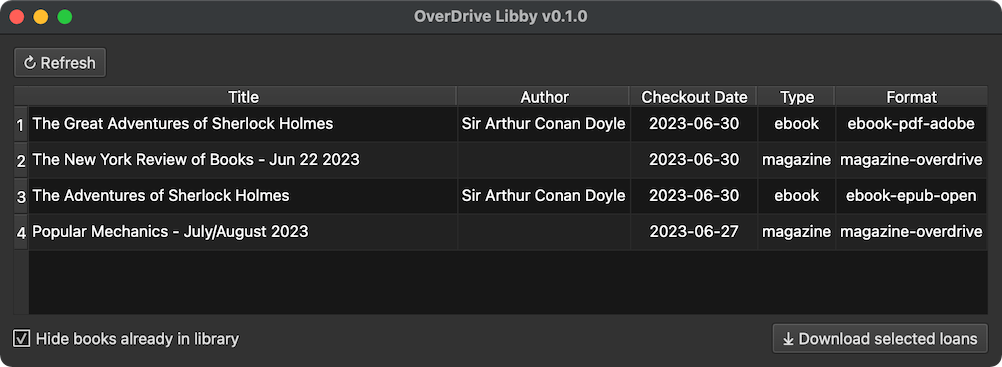 OverDrive Libby v0.1.0
Refresh
Title Author Checkout Date Type Format
1 The Great Adventures of Sherlock Holmes Sir Arthur Conan Doyle 2023-06-30 ebook ebook-pdf-adobe
2 The New York Review of Books - Jun 22 2023 2023-06-30 magazine magazine-overdrive
3 The Adventures of Sherlock Holmes Sir Arthur Conan Doyle 2023-06-30 ebook ebook-epub-open
4 Popular Mechanics - July/August 2023 2023-06-27 magazine magazine-overdrive
Hide books already in library Download selected loans